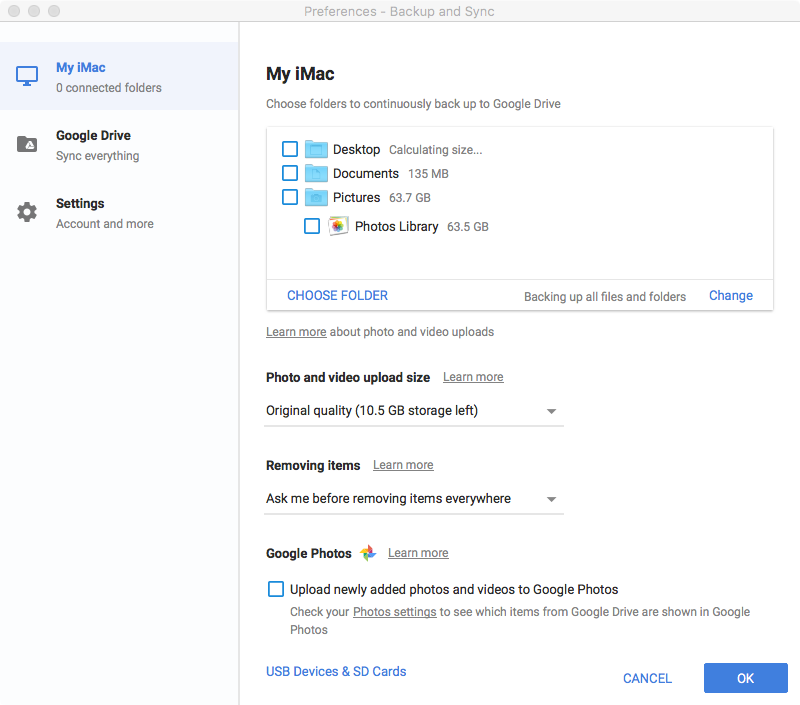 Preferences - Backup and Sync
My iMac
0 connected folders
Google Drive
Sync everything
Settings
Account and more
My iMac
Choose folders to continuously back up to Google Drive
Desktop Calculating size...
Documents 135 MB
Pictures 63.7 GB
Photos Library 63.5 GB
CHOOSE FOLDER Backing up all files and folders Change
Learn more about photo and video uploads
Photo and video upload size Learn more
Original quality (10.5 GB storage left)
Removing items Learn more
Ask me before removing items everywhere
Google Photos Learn more
Upload newly added photos and videos to Google Photos
Check your Photos settings to see which items from Google Drive are shown in Google
Photos
USB Devices & SD Cards
CANCEL OK